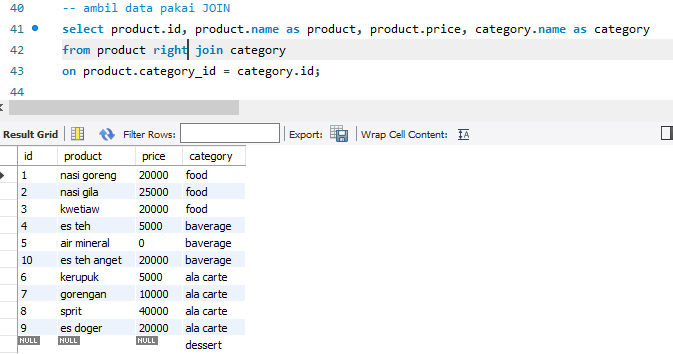 40 -- ambil data pakai JOIN
41 select product.id, product.name as product, product.price, category.name as category
42 from product right join category
43 on product.category_id = category.id;
44
Result Grid Filter Rows: Export: Wrap Cell Content: IA
id product price category
1 nasi goreng 20000 food
2 nasi gila 25000 food
3 kwetiaw 20000 food
4 es teh 5000 baverage
5 air mineral 0 baverage
10 es teh anget 20000 baverage
6 kerupuk 5000 ala carte
7 gorengan 10000 ala carte
8 sprit 40000 ala carte
9 es doger 20000 ala carte
NULL NULL NULL dessert